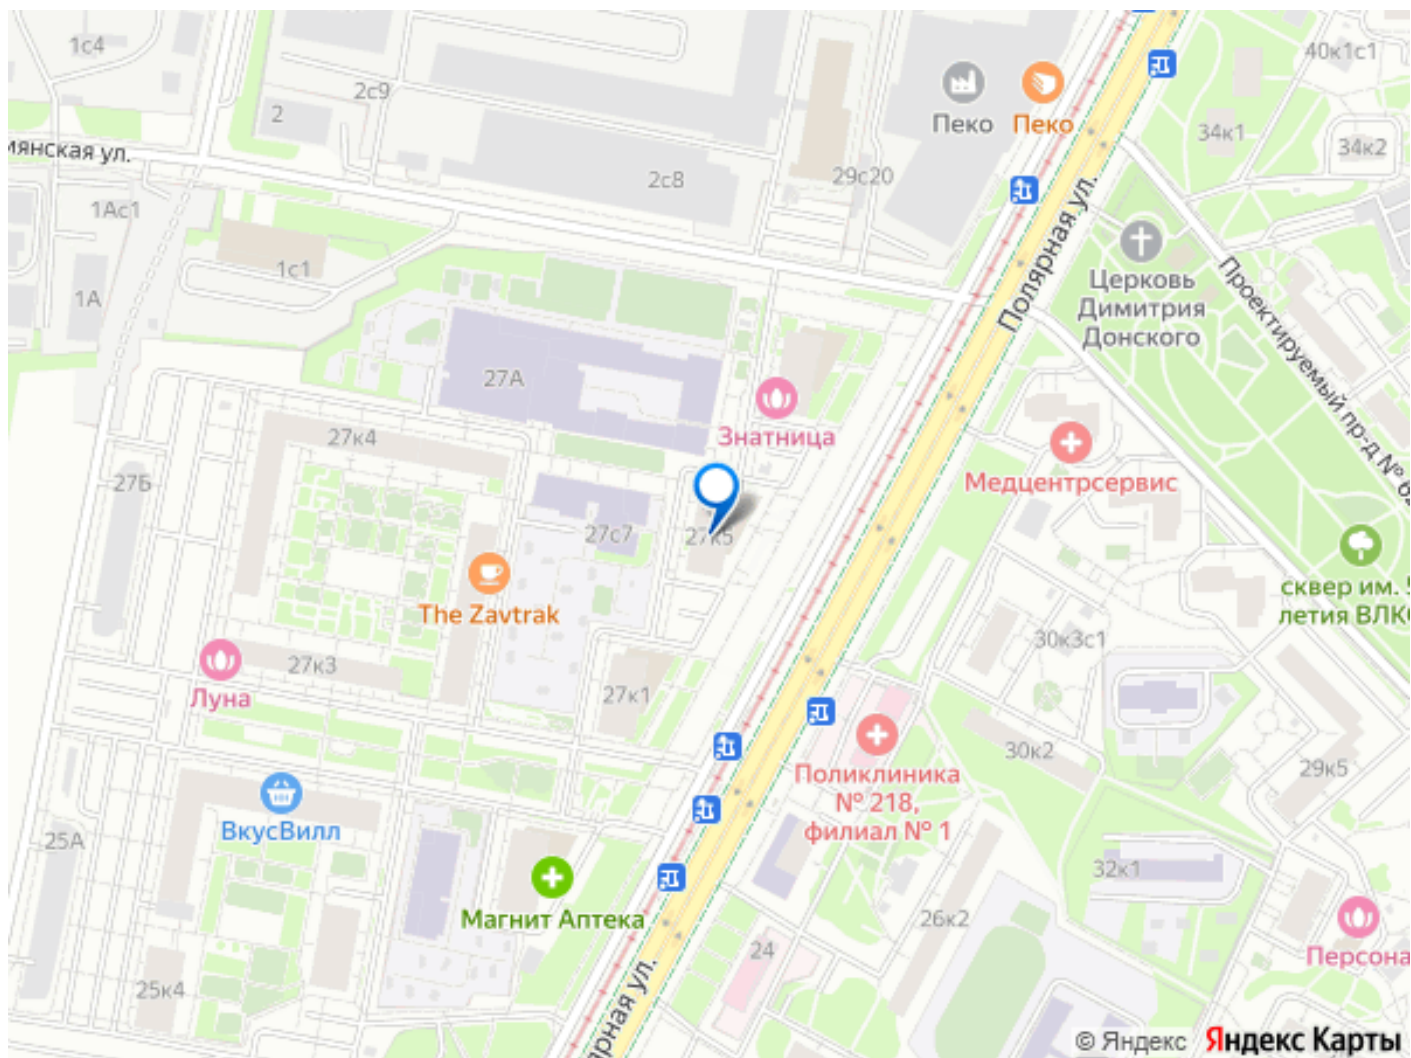 1с4
40к1с1
2с9
2
Пеко
Пеко
34к1
34к2
мянская ул.
2с8
29с20
Полярная ул.
1Ас1
Церковь
Димитрия
Донского
Проектируемый пр-д №
1с1
1А
27А
Знатница
27к4
Медцентрсервис
27Б
27с7
27к5
сквер им. 5
летия ВЛК
The Zavtrak
30к3с1
27к3
27к1
Луна
30к2
29к5
Поликлиника
№ 218,
филиал № 1
ВкусВилл
25А
32к1
Магнит Аптека
26к2
24
Персона
25к4
ярная ул.
© Яндекс Яндекс Карты